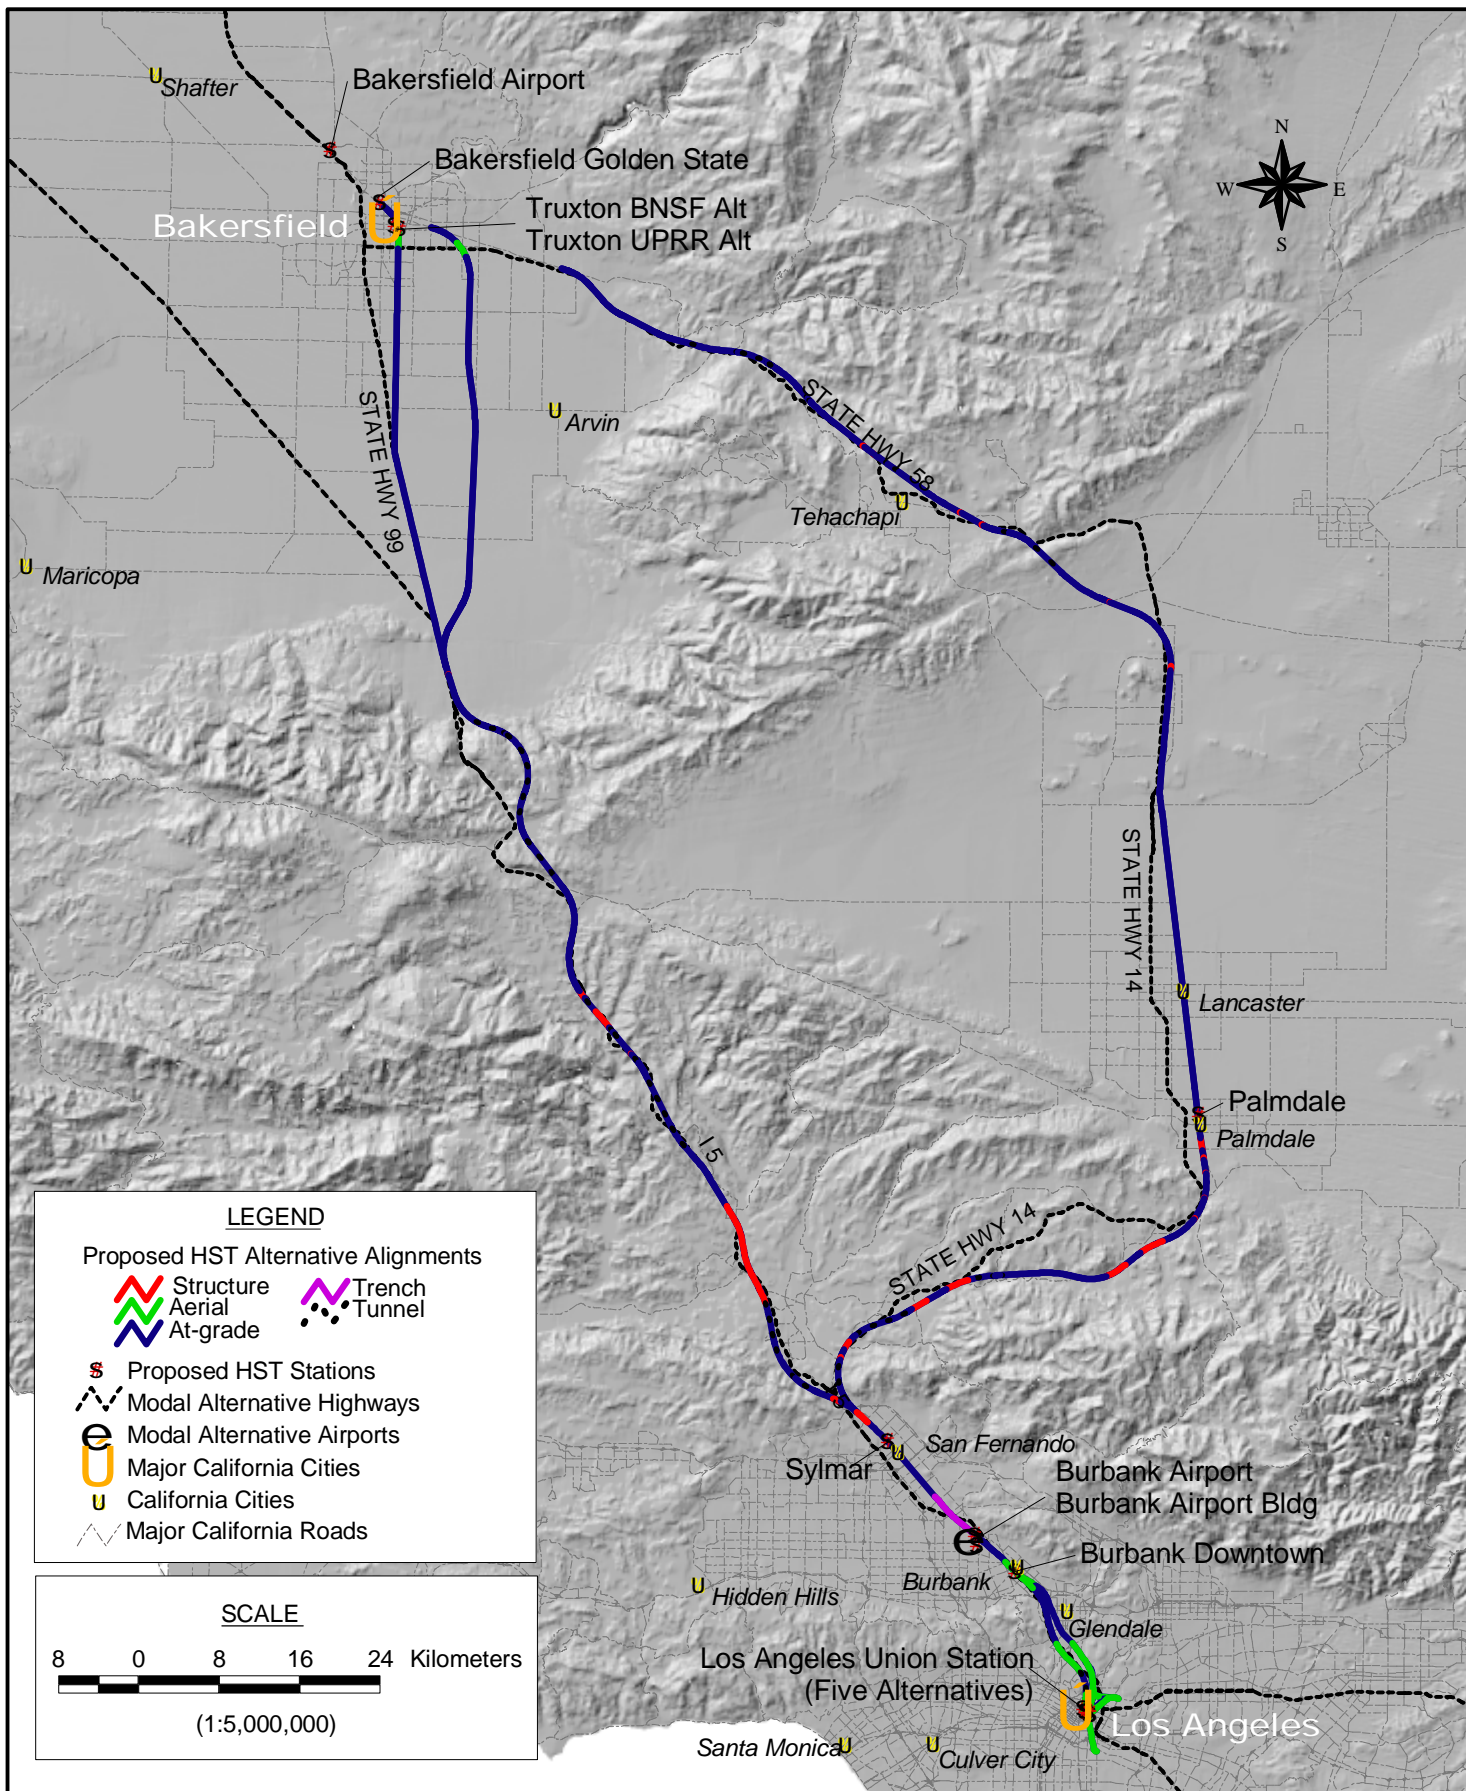 Shafter
Bakersfield Airport
N
W
E
S
Bakersfield Golden State
Bakersfield
Truxton BNSF Alt
Truxton UPRR Alt
STATE HWY 99
Arvin
STATE HWY 58
Tehachapi
Maricopa
STATE HWY 14
Lancaster
Palmdale
Palmdale
I 5
STATE HWY 14
LEGEND
Proposed HST Alternative Alignments
Structure
Trench
Aerial
Tunnel
At-grade
Proposed HST Stations
Modal Alternative Highways
Modal Alternative Airports
Major California Cities
California Cities
Major California Roads
San Fernando
Sylmar
Burbank Airport
Burbank Airport Bldg
Burbank Downtown
Burbank
Hidden Hills
Glendale
Los Angeles Union Station
(Five Alternatives)
Los Angeles
Santa Monica
Culver City
SCALE
8 0 8 16 24 Kilometers
(1:5,000,000)